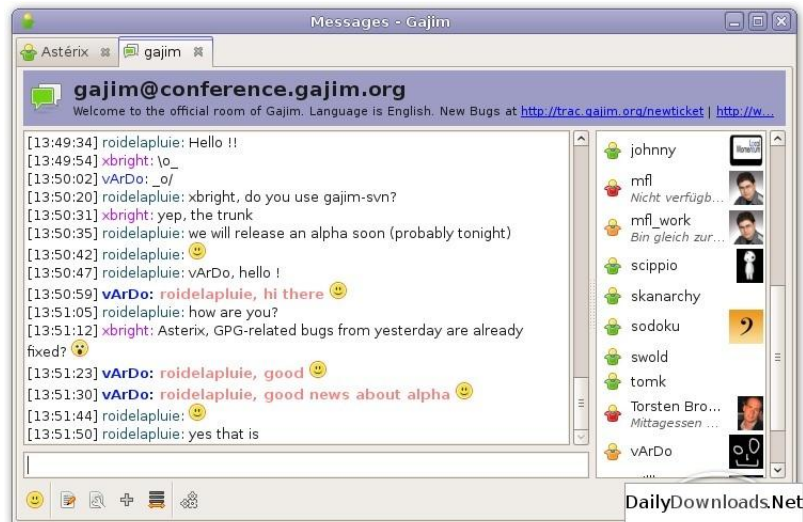 Messages - Gajim
Astérix
gajim
gajim@conference.gajim.org
Welcome to the official room of Gajim. Language is English. New Bugs at http://trac.gajim.org/newticket | http://w...
[13:49:34] roidelapluie: Hello !!
[13:49:54] xbright: \o_
[13:50:02] vArDo: _o/
[13:50:20] roidelapluie: xbright, do you use gajim-svn?
[13:50:31] xbright: yep, the trunk
[13:50:35] roidelapluie: we will release an alpha soon (probably tonight)
[13:50:42] roidelapluie:
[13:50:47] roidelapluie: vArDo, hello !
[13:50:59] vArDo: roidelapluie, hi there
[13:51:05] roidelapluie: how are you?
[13:51:12] xbright: Asterix, GPG-related bugs from yesterday are already
fixed?
[13:51:23] vArDo: roidelapluie, good
[13:51:30] vArDo: roidelapluie, good news about alpha
[13:51:44] roidelapluie:
[13:51:50] roidelapluie: yes that is
johnny
mfl
Nicht verfügb...
mfl_work
Bin gleich zur...
scippio
skanarchy
sodoku
swold
tomk
Torsten Bro...
Mittagessen ...
vArDo
DailyDownloads.Net